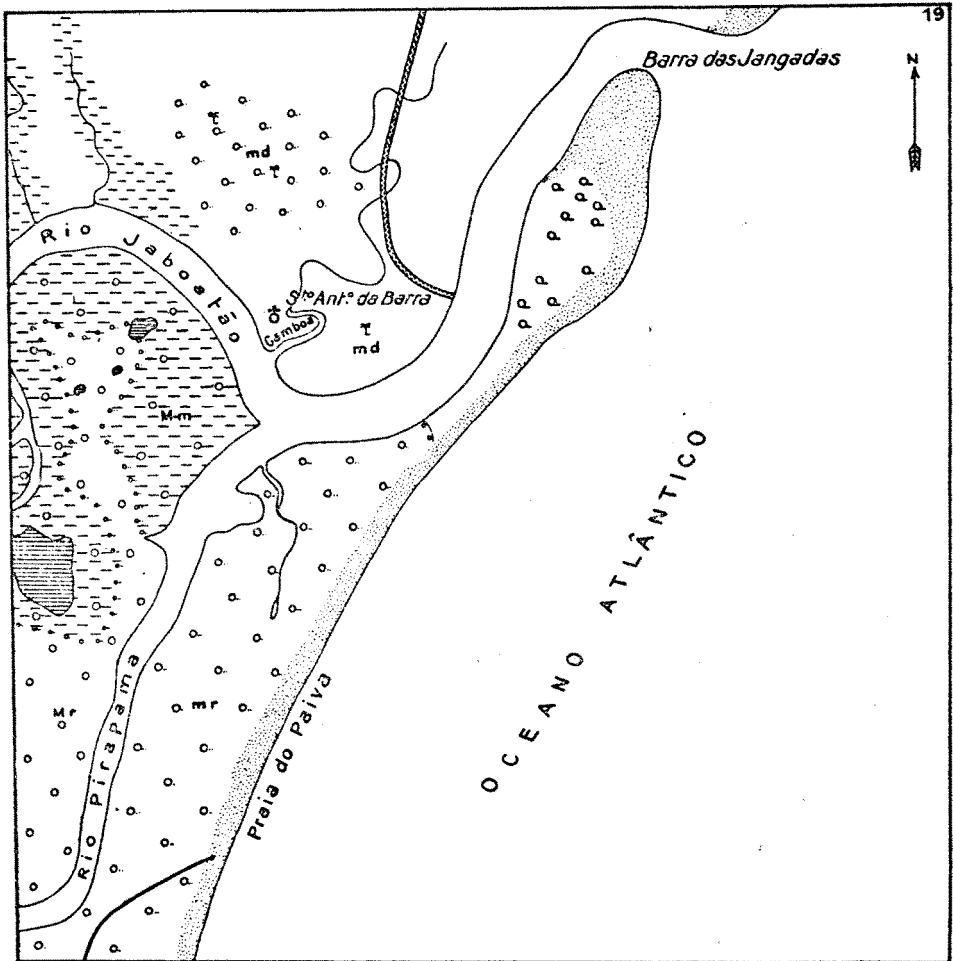 19
Barra das Jangadas
N
md
Rio Jaboatão
Sto Antº. da Barra
Gamboa
md
M-m
OCEANO ATLÂNTICO
Mr
mr
Rio Pirapama
Praia do Paiva